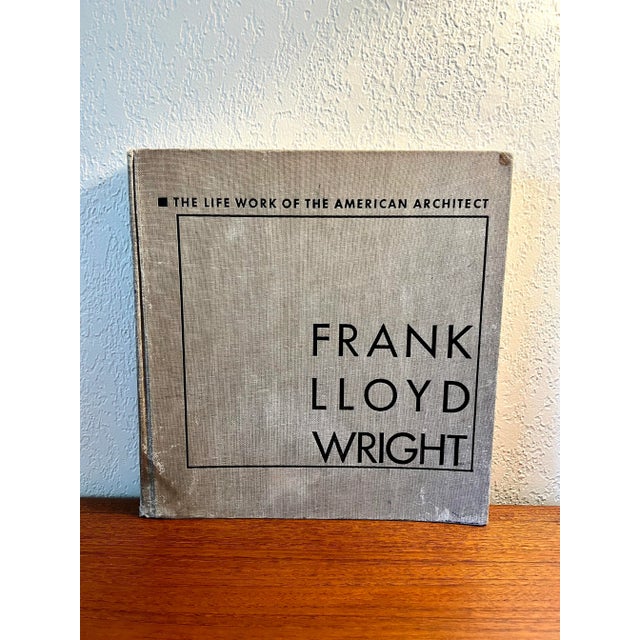 THE LIFE WORK OF THE AMERICAN ARCHITECT
FRANK
LLOYD
WRIGHT